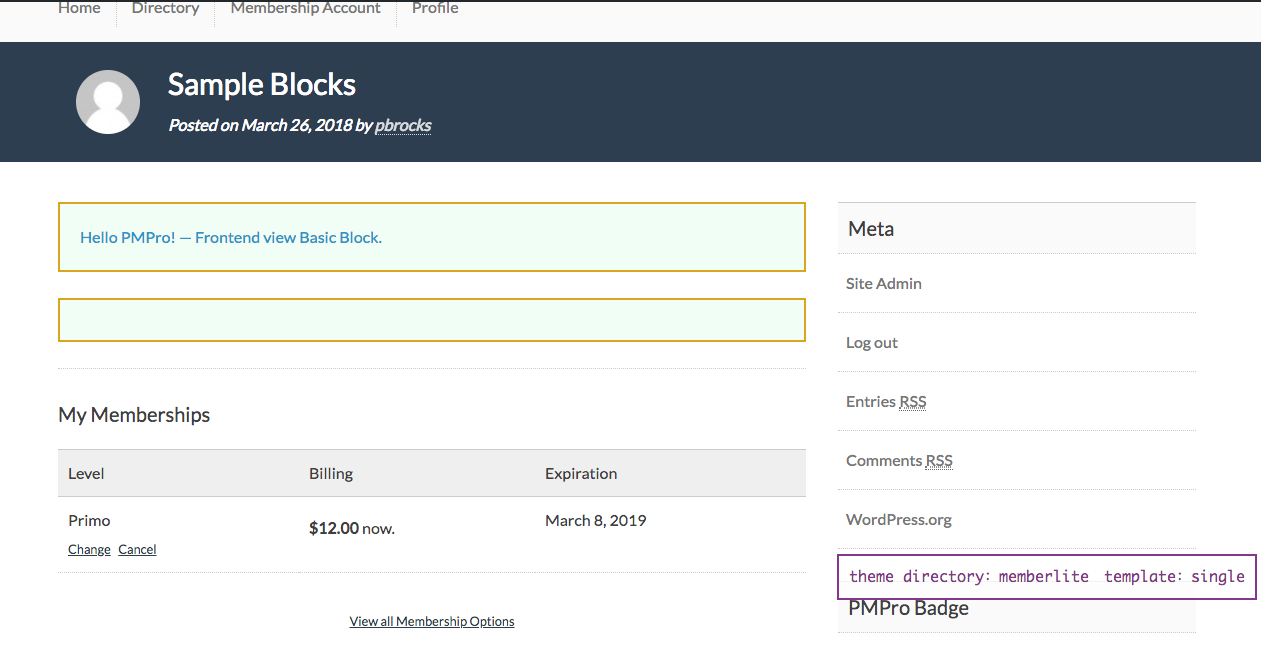 Home Directory Membership Account Profile
Sample Blocks
Posted on March 26, 2018 by pbrocks
Hello PMPro! — Frontend view Basic Block.
My Memberships
Level Billing Expiration
Primo $12.00 now. March 8, 2019
Change Cancel
View all Membership Options
Meta
Site Admin
Log out
Entries RSS
Comments RSS
WordPress.org
theme directory: memberlite template: single
PMPro Badge